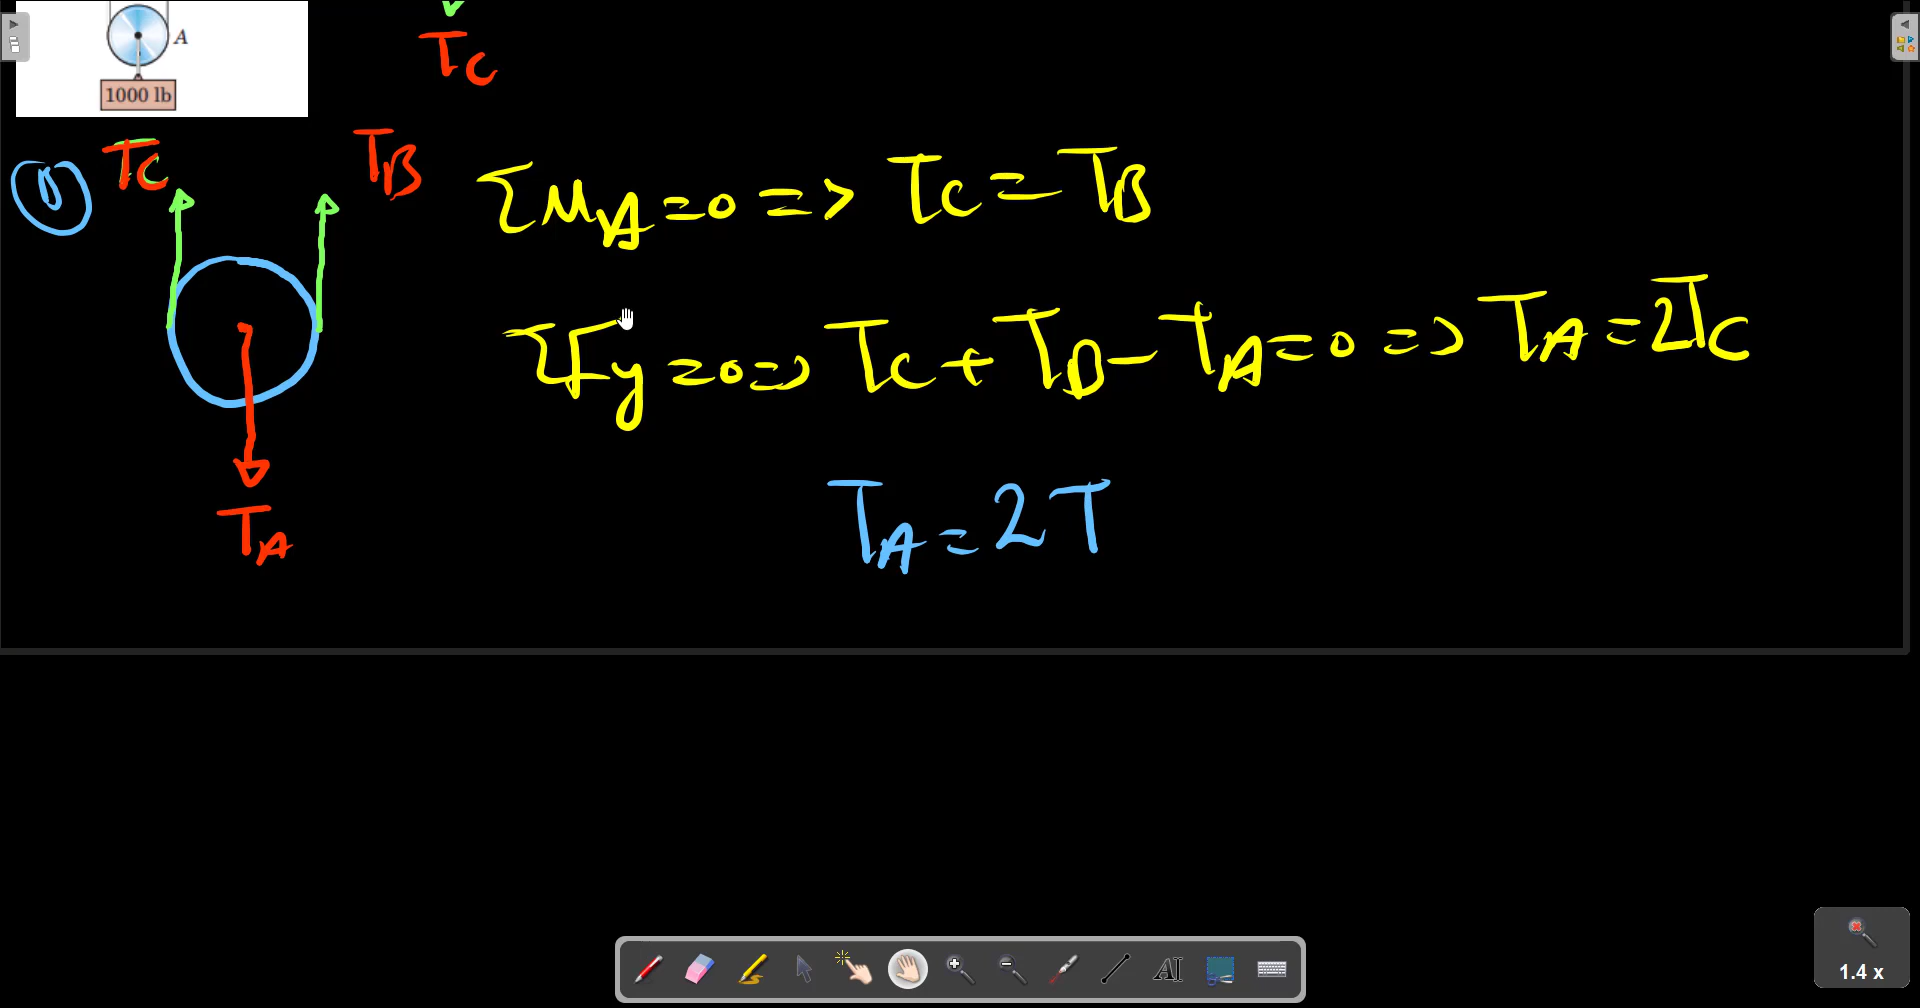 A
1000 lb
TC
TC
TB
1
ΣMA=0 => TC=TB
ΣFy=0=> TC+TB-TA=0=> TA=2TC
TA=2T
TA
1.4 x